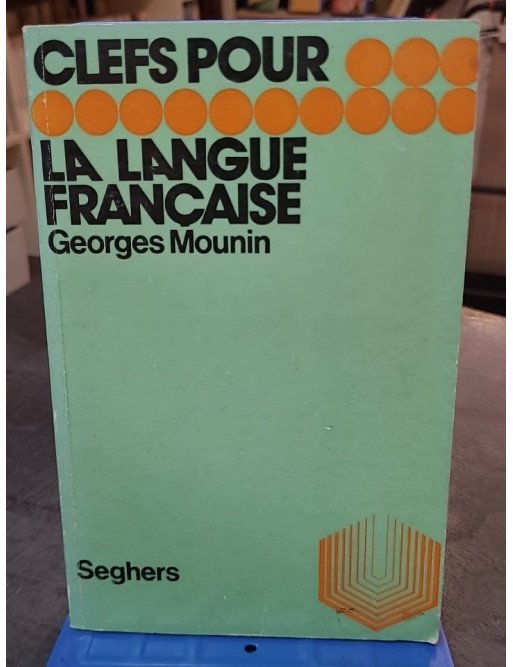 CLEFS POUR
LA LANGUE
FRANÇAISE
Georges Mounin
Seghers